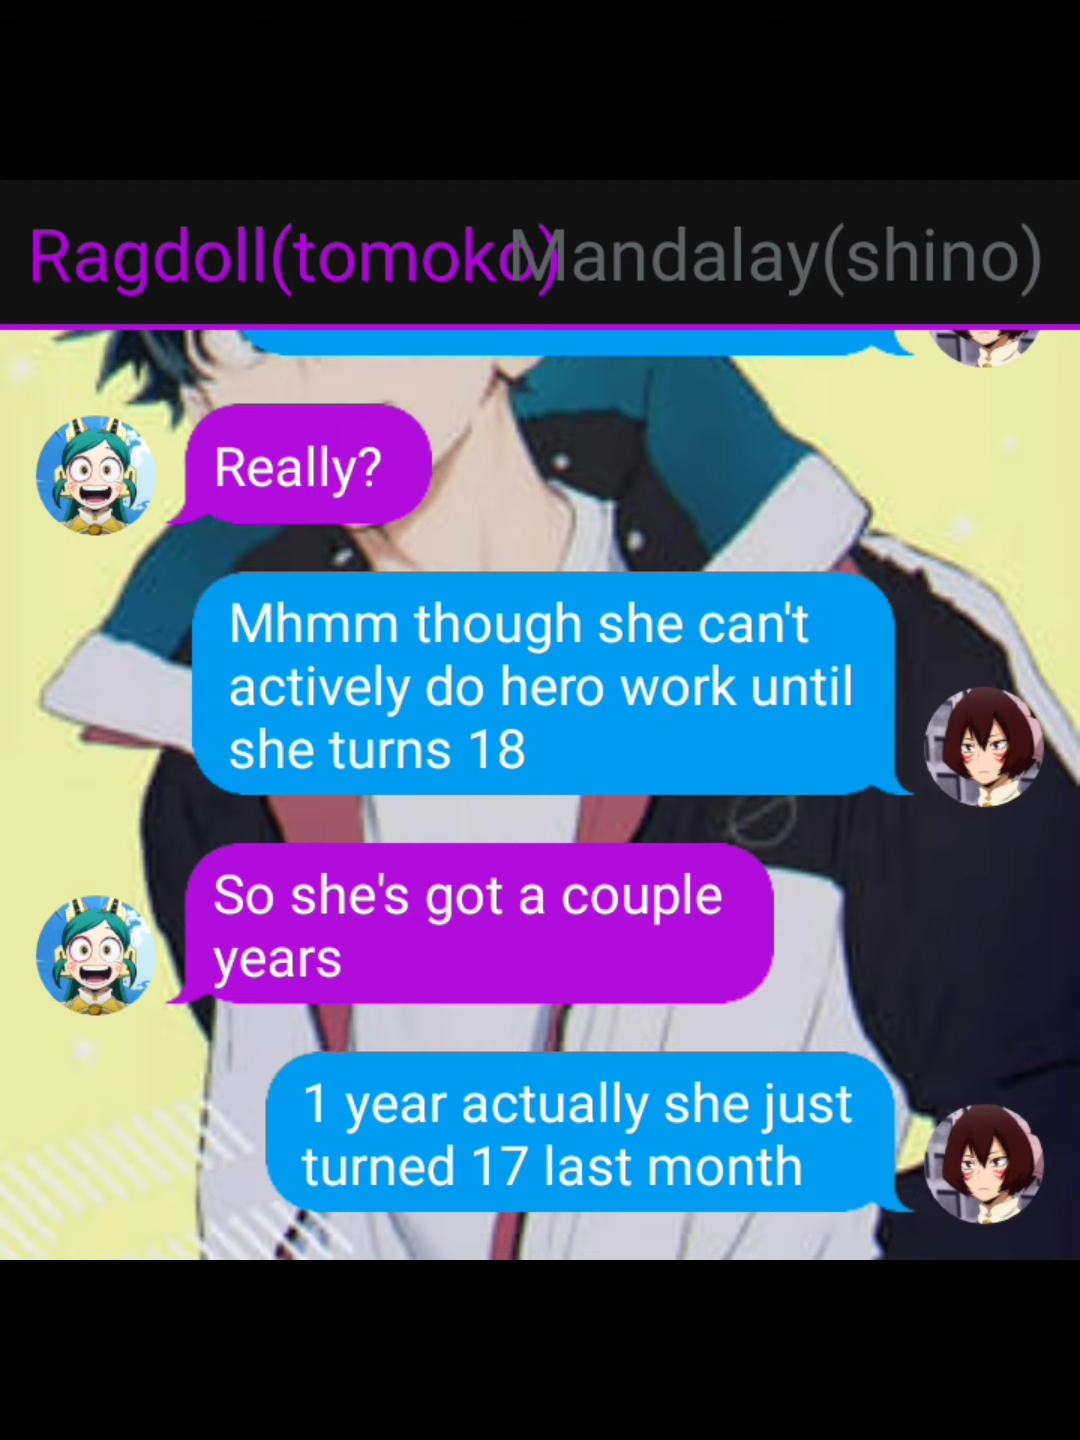 Ragdoll(tomoko)
Mandalay(shino)
Really?
Mhmm though she can't
actively do hero work until
she turns 18
So she's got a couple
years
1 year actually she just
turned 17 last month